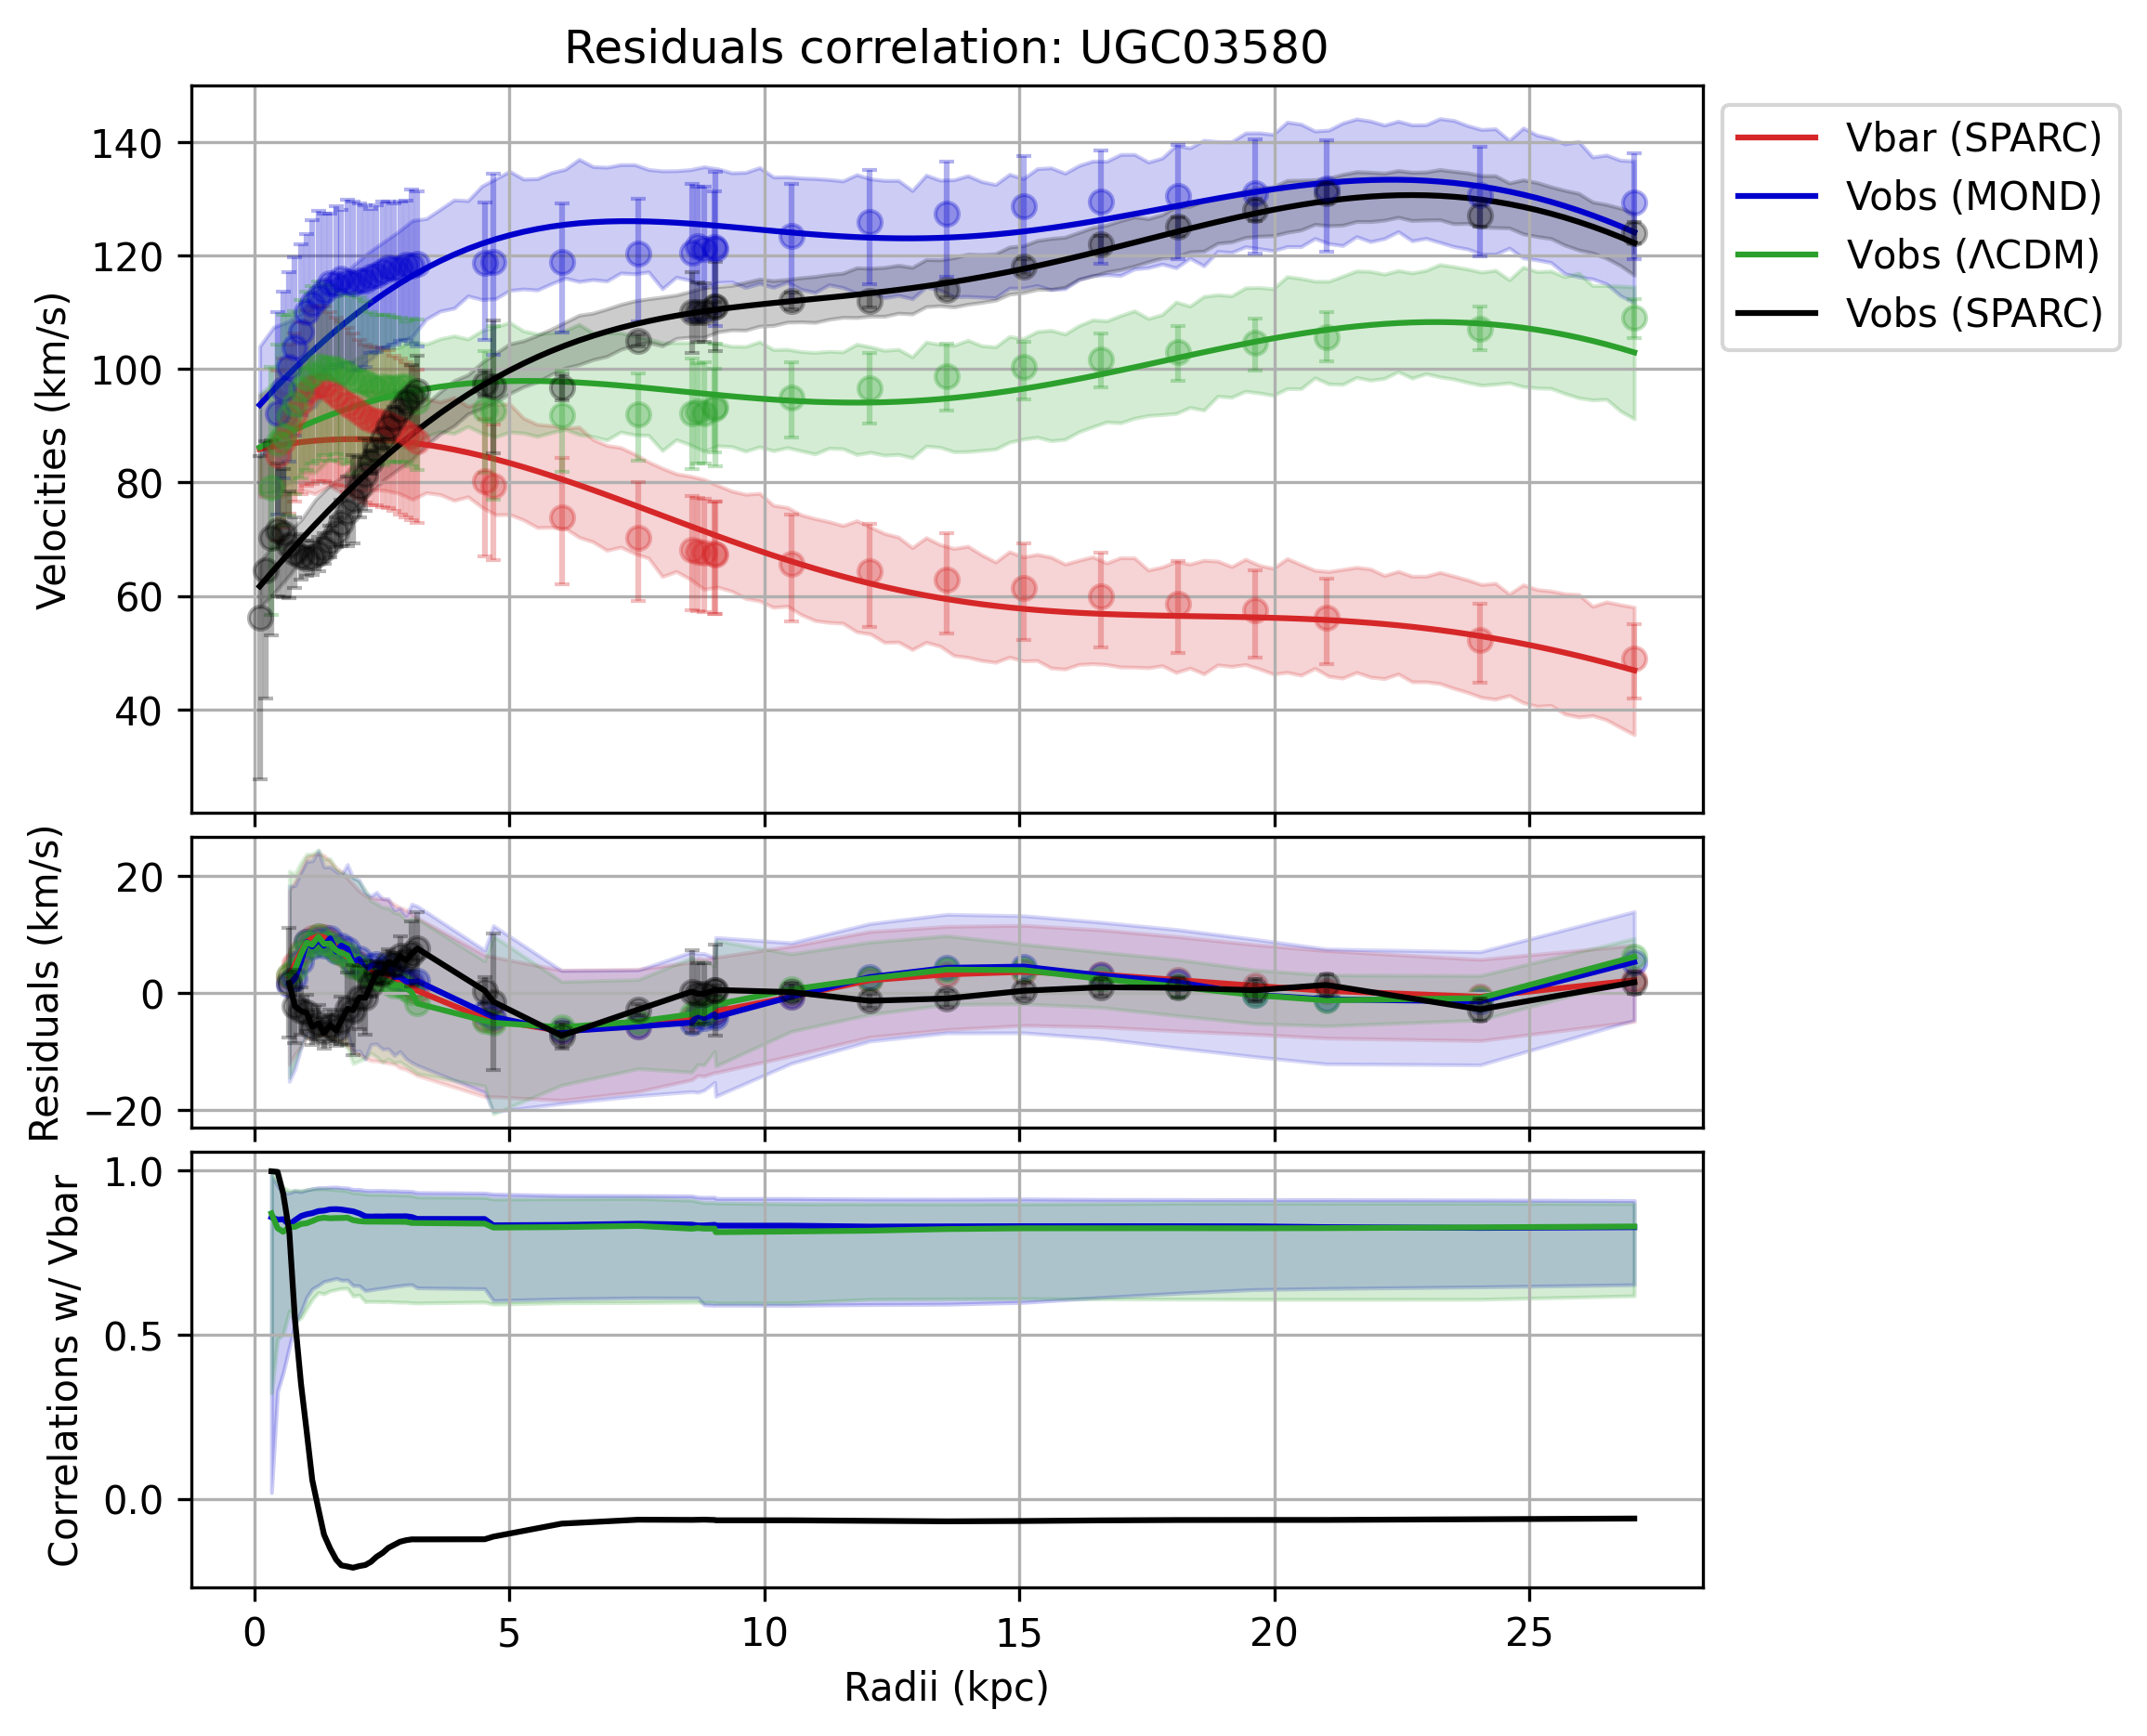 Residuals correlation: UGC03580
Velocities (km/s)
140
120
100
80
60
40
Vbar (SPARC)
Vobs (MOND)
Vobs (ΛCDM)
Vobs (SPARC)
Residuals (km/s)
20
0
−20
Correlations w/ Vbar
1.0
0.5
0.0
0 5 10 15 20 25
Radii (kpc)